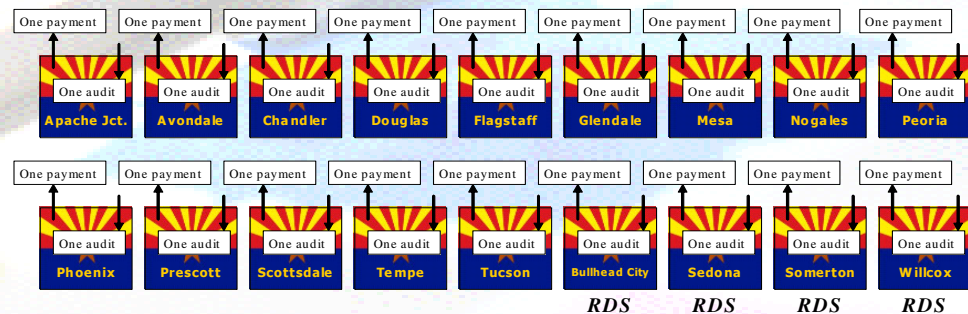 One payment One payment One payment One payment One payment One payment One payment One payment One payment
One audit One audit One audit One audit One audit One audit One audit One audit One audit
Apache Jct. Avondale Chandler Douglas Flagstaff Glendale Mesa Nogales Peoria
One payment One payment One payment One payment One payment One payment One payment One payment One payment
One audit One audit One audit One audit One audit One audit One audit One audit One audit
Phoenix Prescott Scottsdale Tempe Tucson Bullhead City Sedona Somerton Willcox
RDS RDS RDS RDS